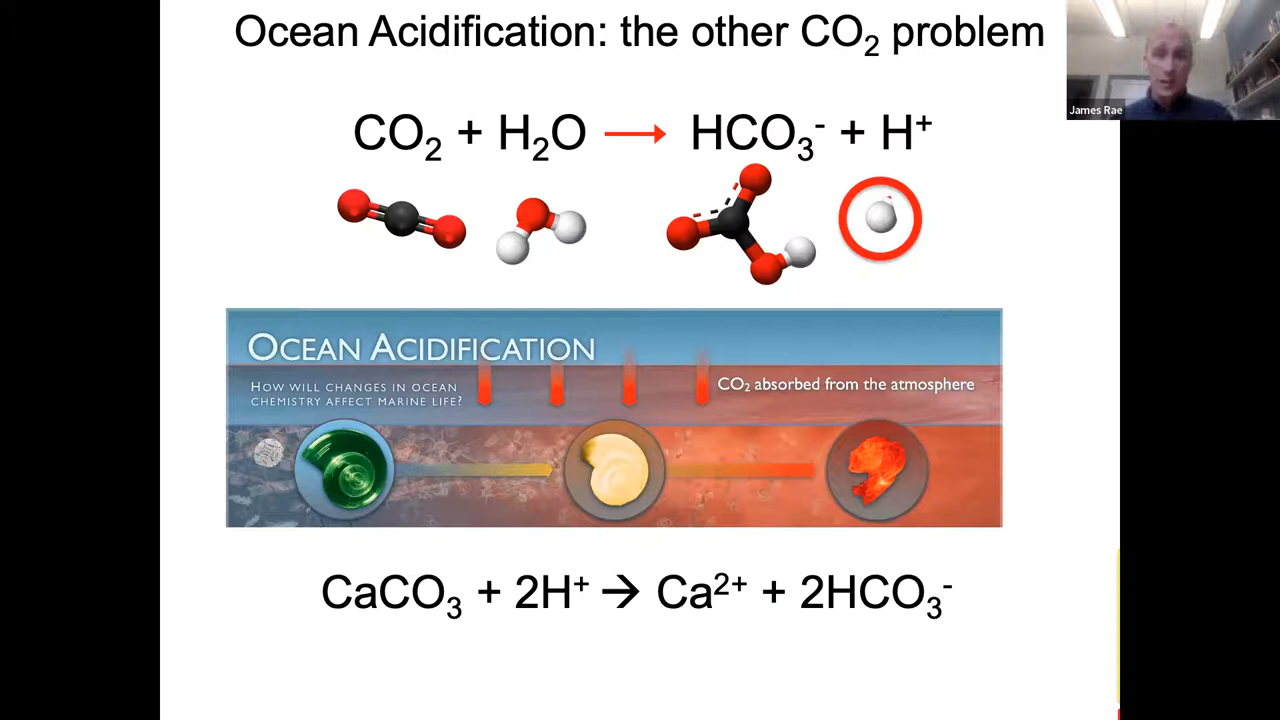 Ocean Acidification: the other CO₂ problem
James Rae
CO₂ + H₂O → HCO₃⁻ + H⁺
OCEAN ACIDIFICATION
HOW WILL CHANGES IN OCEAN
CHEMISTRY AFFECT MARINE LIFE?
CO₂ absorbed from the atmosphere
CaCO₃ + 2H⁺ → Ca²⁺ + 2HCO₃⁻